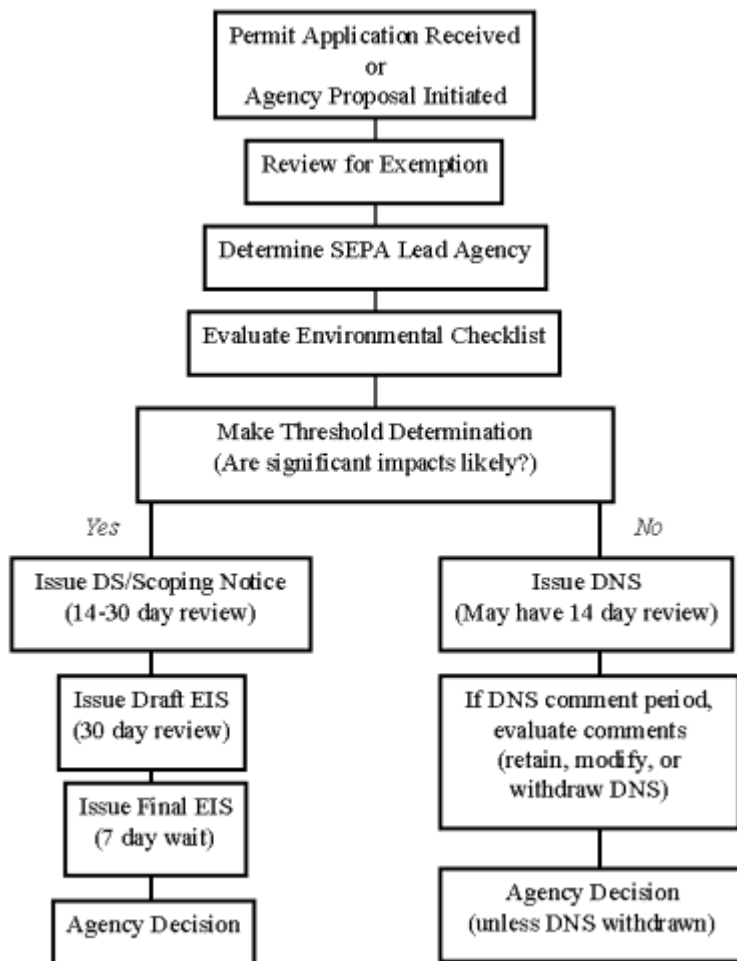 Permit Application Received
or
Agency Proposal Initiated
Review for Exemption
Determine SEPA Lead Agency
Evaluate Environmental Checklist
Make Threshold Determination
(Are significant impacts likely?)
Yes
No
Issue DS/Scoping Notice
(14-30 day review)
Issue DNS
(May have 14 day review)
Issue Draft EIS
(30 day review)
If DNS comment period,
evaluate comments
(retain, modify, or
withdraw DNS)
Issue Final EIS
(7 day wait)
Agency Decision
Agency Decision
(unless DNS withdrawn)